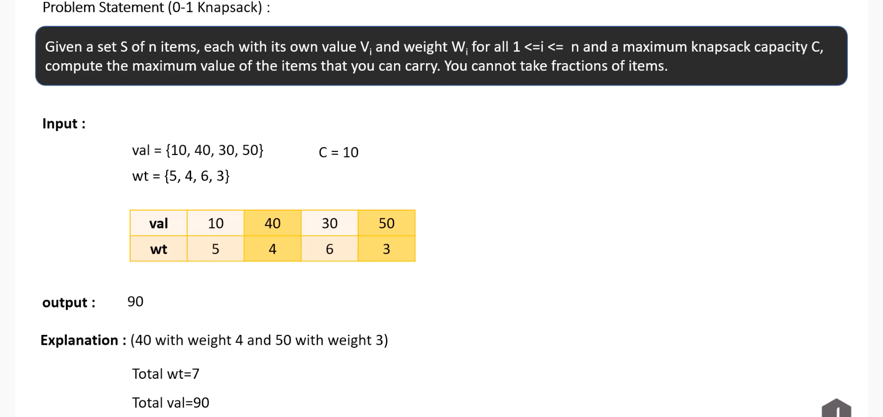 Problem Statement (0-1 Knapsack) :
Given a set S of n items, each with its own value Vi and weight Wi for all 1 <=i <= n and a maximum knapsack capacity C,
compute the maximum value of the items that you can carry. You cannot take fractions of items.
Input :
val = {10, 40, 30, 50} C = 10
wt = {5, 4, 6, 3}
val 10 40 30 50
wt 5 4 6 3
output : 90
Explanation : (40 with weight 4 and 50 with weight 3)
Total wt=7
Total val=90